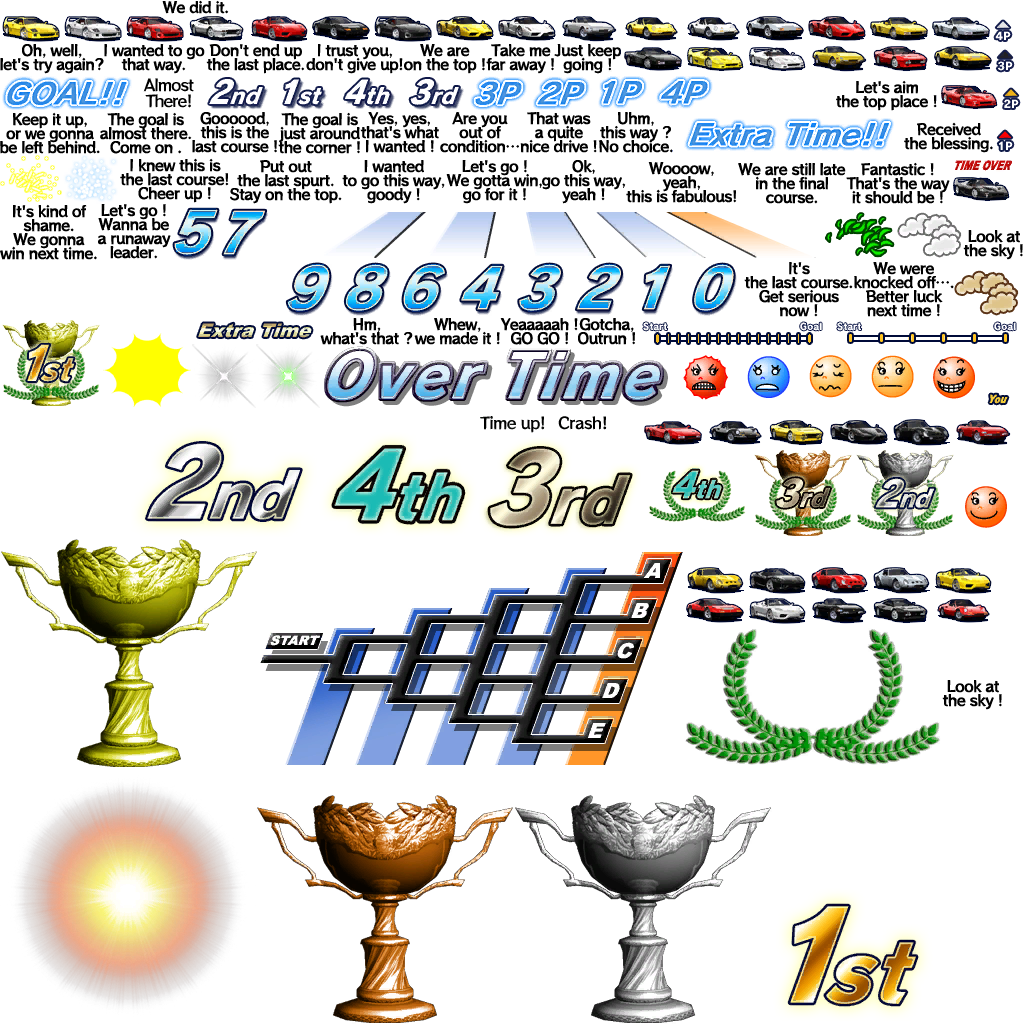 We did it.
4P
Oh, well,
let's try again?
I wanted to go
that way.
Don't end up
the last place.
I trust you,
don't give up!
We are
on the top !
Take me
far away !
Just keep
going !
3P
GOAL!!
Almost
There!
2nd
1st
4th
3rd
3P
2P
1P
4P
Let's aim
the top place !
2P
Keep it up,
or we gonna
be left behind.
The goal is
almost there.
Come on .
Goooood,
this is the
last course !
The goal is
just around
the corner !
Yes, yes,
that's what
I wanted !
Are you
out of
condition…
That was
a quite
nice drive !
Uhm,
this way ?
No choice.
Extra Time!!
Received
the blessing.
1P
I knew this is
the last course!
Cheer up !
Put out
the last spurt.
Stay on the top.
I wanted
to go this way,
goody !
Let's go !
We gotta win,
go for it !
Ok,
go this way,
yeah !
Woooow,
yeah,
this is fabulous!
We are still late
in the final
course.
Fantastic !
That's the way
it should be !
TIME OVER
It's kind of
shame.
We gonna
win next time.
Let's go !
Wanna be
a runaway
leader.
5
7
Look at
the sky !
9
8
6
4
3
2
1
0
It's
the last course.
Get serious
now !
We were
knocked off….
Better luck
next time !
1st
Extra Time
Hm,
what's that ?
Whew,
we made it !
Yeaaaaah !
GO GO !
Gotcha,
Outrun !
Start
Goal
Start
Goal
Over Time
You
Time up!
Crash!
2nd
4th
3rd
4th
3rd
2nd
START
A
B
C
D
E
Look at
the sky !
1st